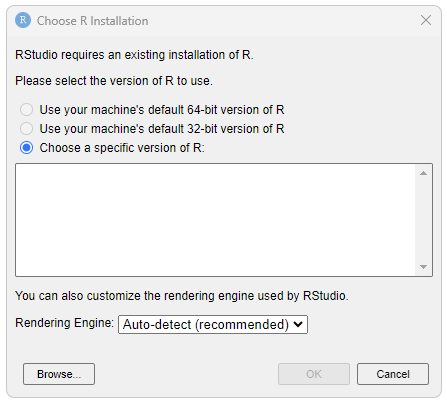 R Choose R Installation
RStudio requires an existing installation of R.
Please select the version of R to use.
Use your machine's default 64-bit version of R
Use your machine's default 32-bit version of R
Choose a specific version of R:
You can also customize the rendering engine used by RStudio.
Rendering Engine: Auto-detect (recommended)
Browse... OK Cancel